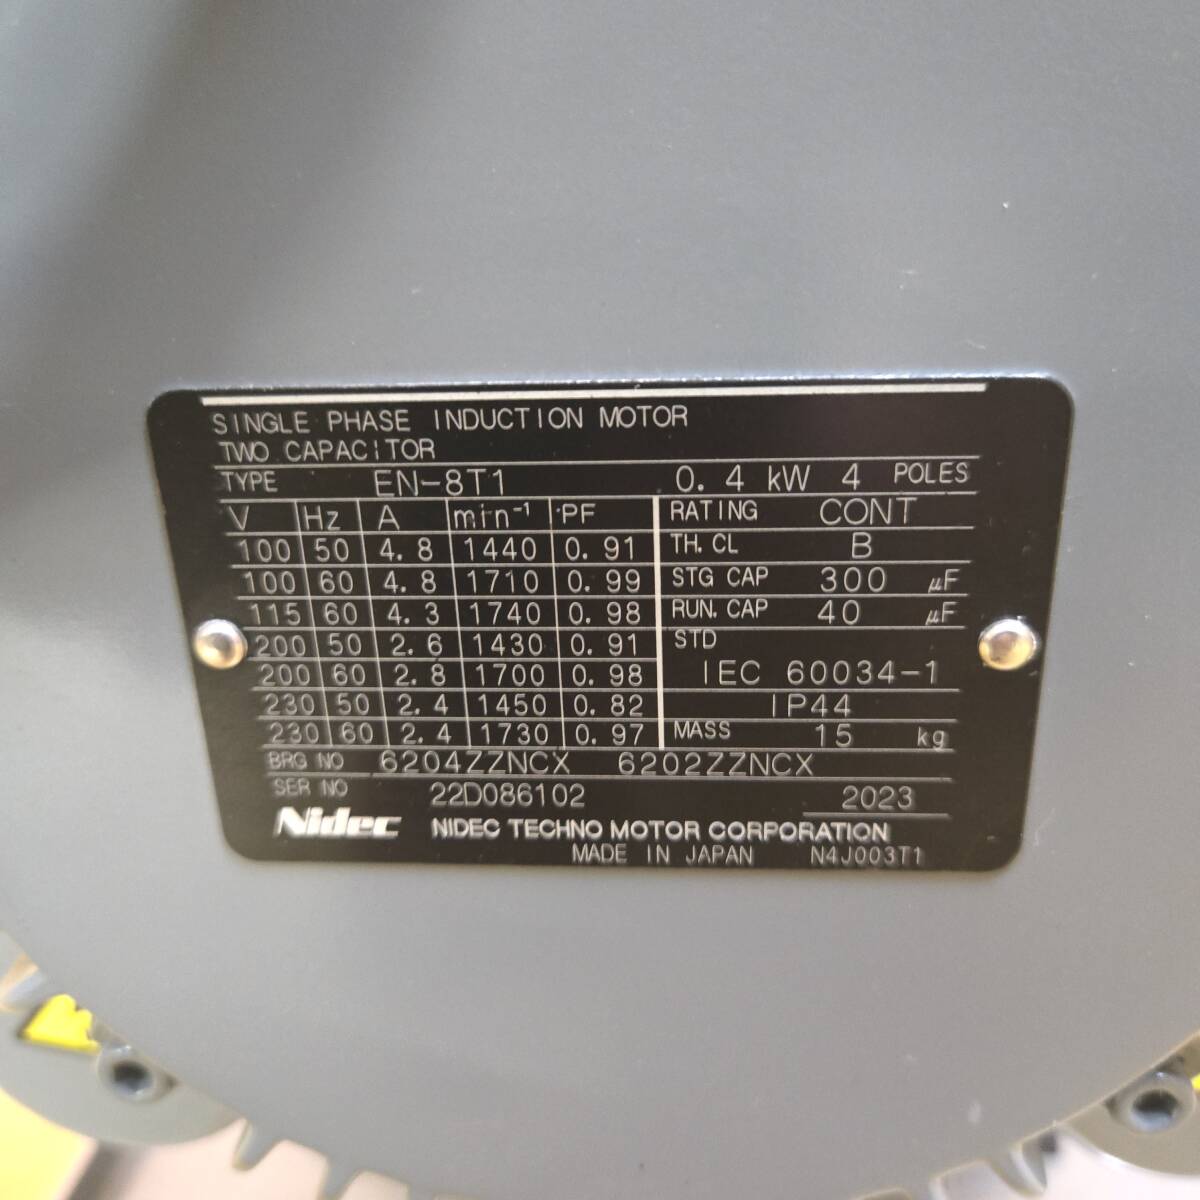 SINGLE PHASE INDUCTION MOTOR
TWO CAPACITOR
TYPE EN-8T1 0.4 kW 4 POLES
V Hz A min-1 PF RATING CONT
100 50 4.8 1440 0.91 TH.CL B
100 60 4.8 1710 0.99 STG CAP 300 μF
115 60 4.3 1740 0.98 RUN.CAP 40 μF
200 50 2.6 1430 0.91 STD
200 60 2.8 1700 0.98 IEC 60034-1
230 50 2.4 1450 0.82 IP44
230 60 2.4 1730 0.97 MASS 15 kg
BRG NO 6204ZZNCX 6202ZZNCX
SER NO 22D086102 2023
Nidec NIDEC TECHNO MOTOR CORPORATION
MADE IN JAPAN N4J003T1